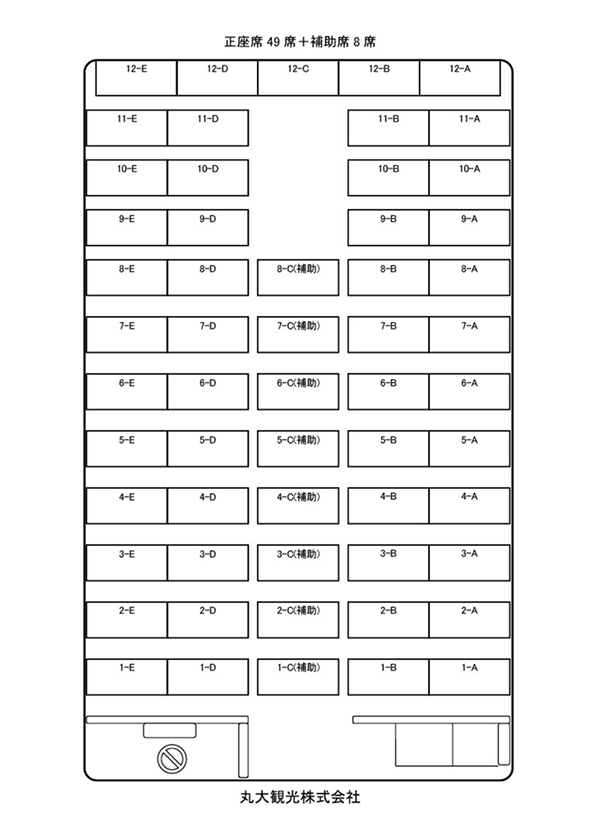 正座席 49 席＋補助席 8 席
12-E 12-D 12-C 12-B 12-A
11-E 11-D 11-B 11-A
10-E 10-D 10-B 10-A
9-E 9-D 9-B 9-A
8-E 8-D 8-C(補助) 8-B 8-A
7-E 7-D 7-C(補助) 7-B 7-A
6-E 6-D 6-C(補助) 6-B 6-A
5-E 5-D 5-C(補助) 5-B 5-A
4-E 4-D 4-C(補助) 4-B 4-A
3-E 3-D 3-C(補助) 3-B 3-A
2-E 2-D 2-C(補助) 2-B 2-A
1-E 1-D 1-C(補助) 1-B 1-A
丸大観光株式会社